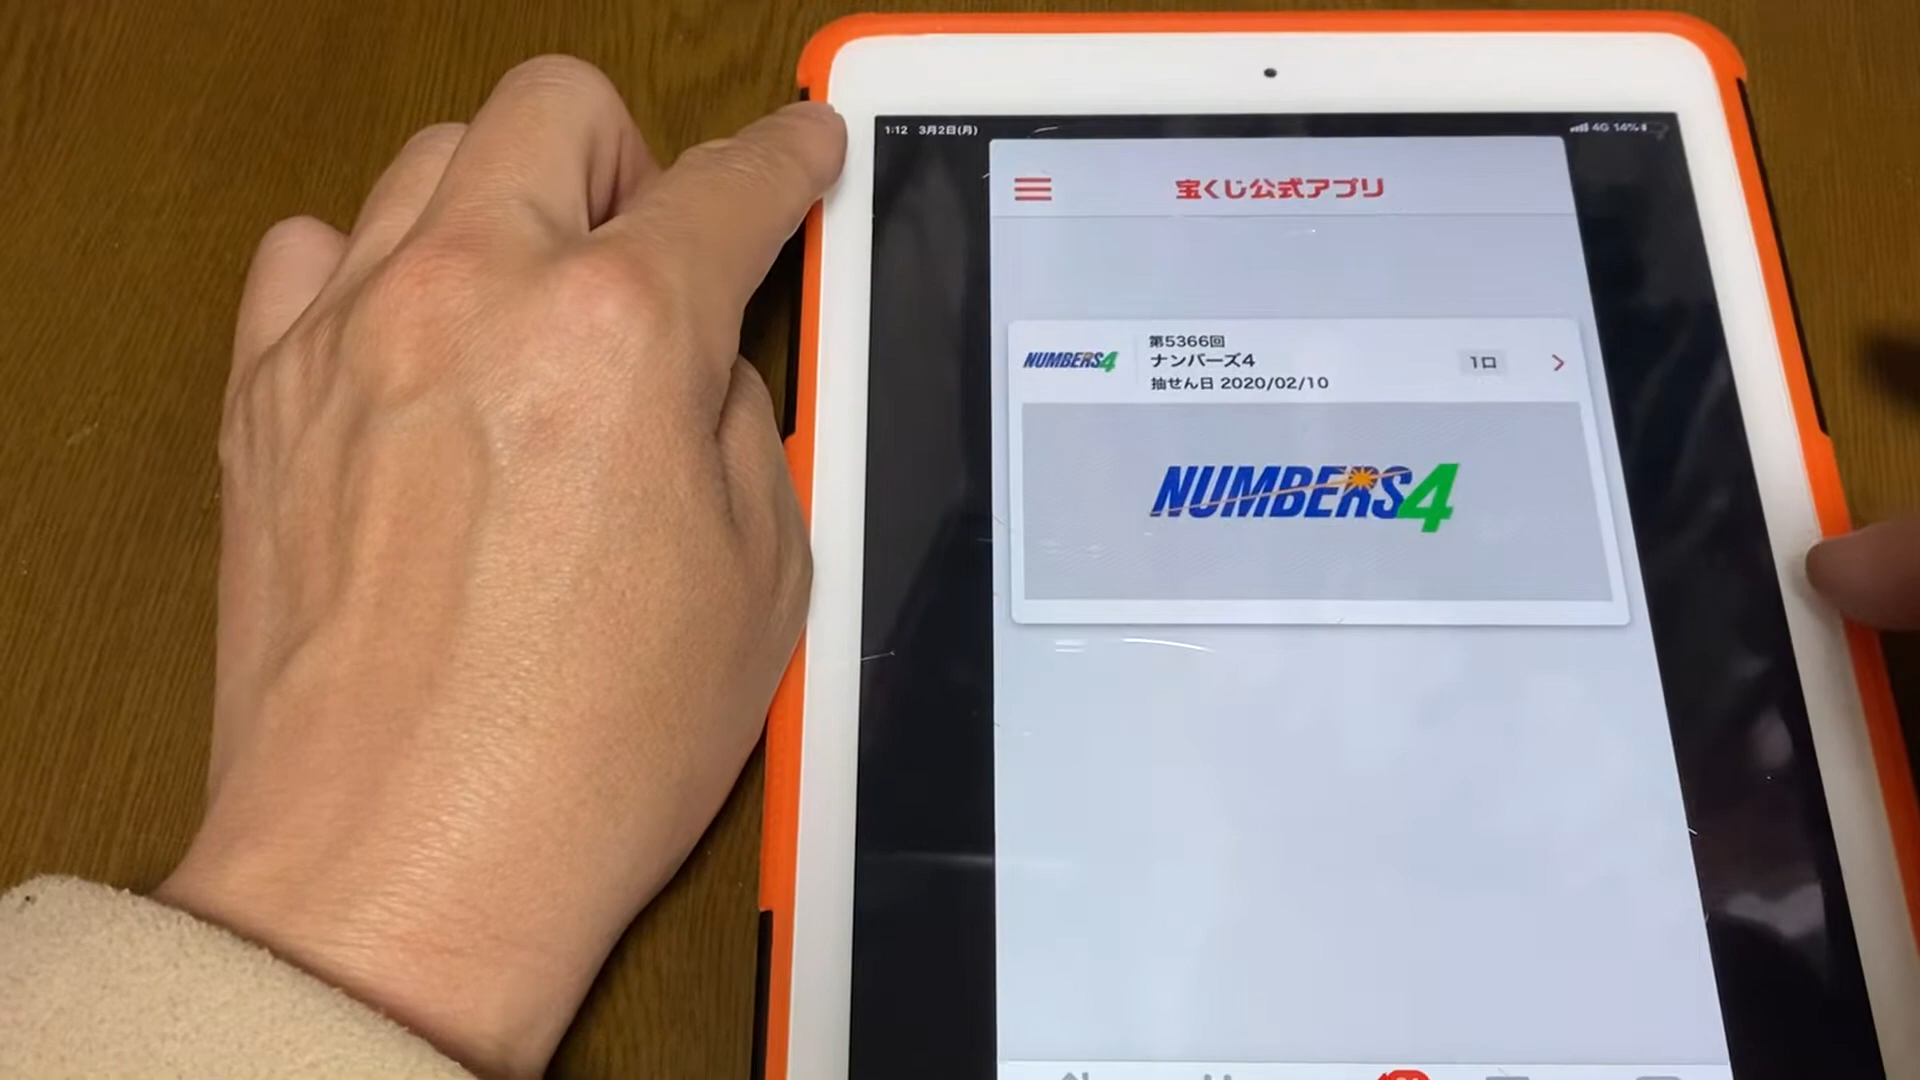 1:12 3月2日(月)
4G 14%
宝くじ公式アプリ
NUMBERS4
第5366回
ナンバーズ4
抽せん日 2020/02/10
1口
NUMBERS4